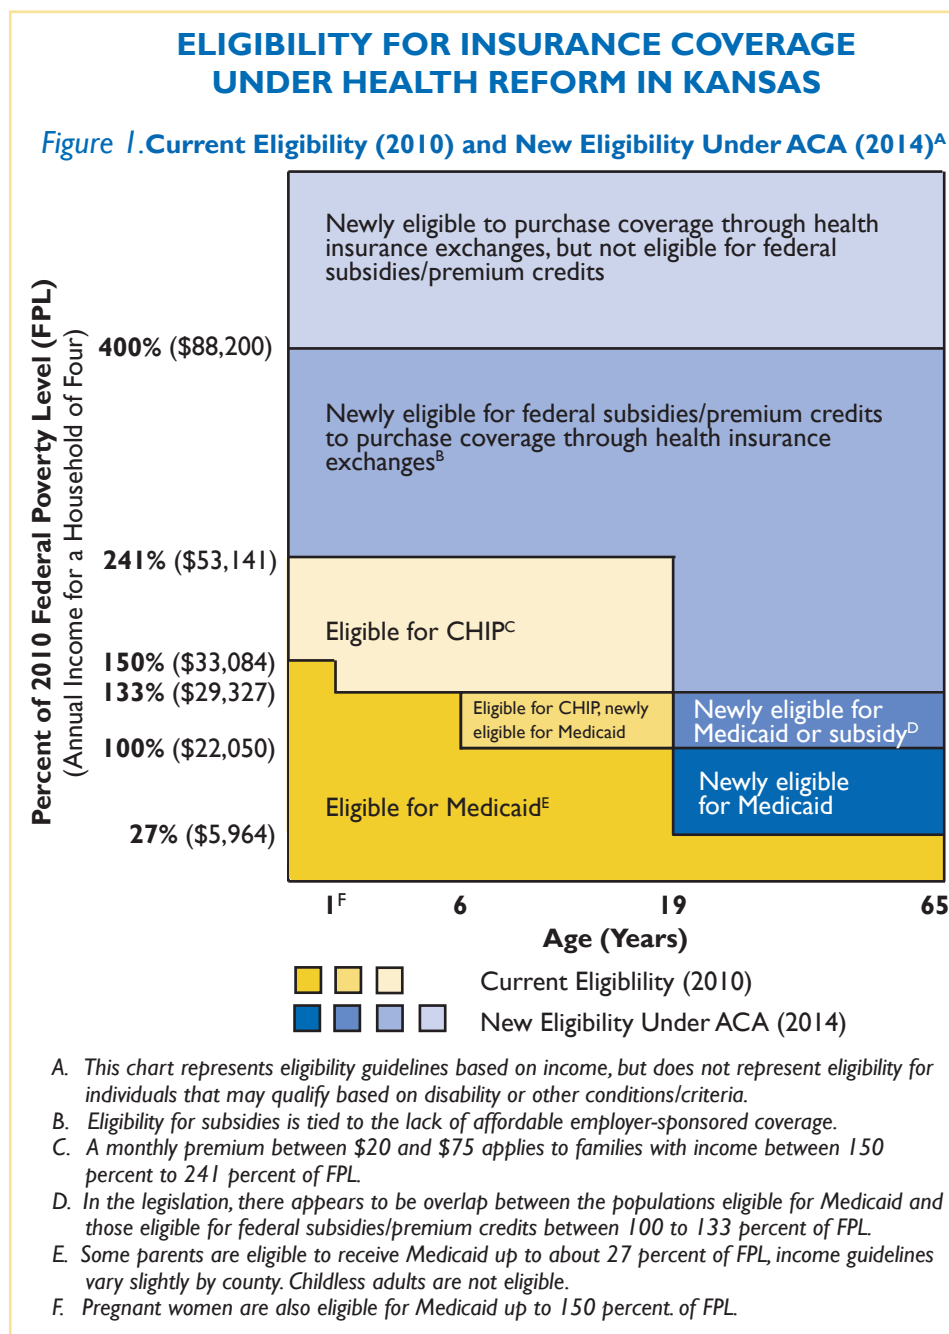 ELIGIBILITY FOR INSURANCE COVERAGE
UNDER HEALTH REFORM IN KANSAS
Figure 1. Current Eligibility (2010) and New Eligibility Under ACA (2014)A
Percent of 2010 Federal Poverty Level (FPL)
(Annual Income for a Household of Four)
Newly eligible to purchase coverage through health
insurance exchanges, but not eligible for federal
subsidies/premium credits
400% ($88,200)
Newly eligible for federal subsidies/premium credits
to purchase coverage through health insurance
exchangesB
241% ($53,141)
Eligible for CHIPC
150% ($33,084)
133% ($29,327)
Eligible for CHIP, newly
eligible for Medicaid
Newly eligible for
Medicaid or subsidyD
100% ($22,050)
Newly eligible
for Medicaid
Eligible for MedicaidE
27% ($5,964)
1F 6 19 65
Age (Years)
Current Eligiblility (2010)
New Eligibility Under ACA (2014)
A. This chart represents eligibility guidelines based on income, but does not represent eligibility for
individuals that may qualify based on disability or other conditions/criteria.
B. Eligibility for subsidies is tied to the lack of affordable employer-sponsored coverage.
C. A monthly premium between $20 and $75 applies to families with income between 150
percent to 241 percent of FPL.
D. In the legislation, there appears to be overlap between the populations eligible for Medicaid and
those eligible for federal subsidies/premium credits between 100 to 133 percent of FPL.
E. Some parents are eligible to receive Medicaid up to about 27 percent of FPL, income guidelines
vary slightly by county. Childless adults are not eligible.
F. Pregnant women are also eligible for Medicaid up to 150 percent. of FPL.